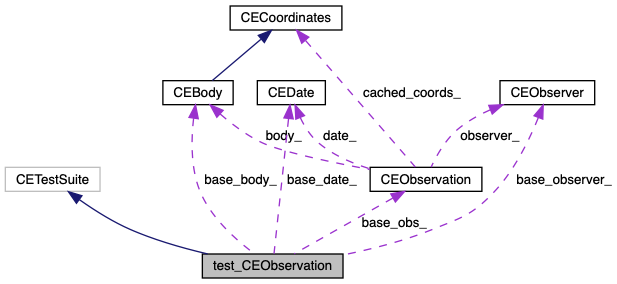 CECoordinates
cached_coords_
CEBody
CEDate
CEObserver
body_
date_
observer_
CETestSuite
base_body_
base_date_
CEObservation
base_observer_
base_obs_
test_CEObservation